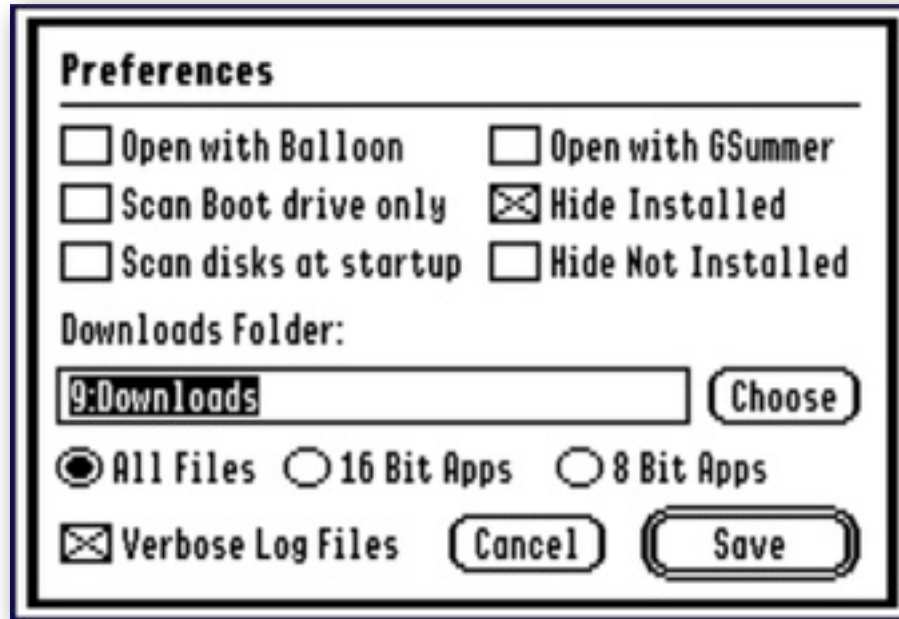 Preferences
Open with Balloon Open with GSummer
Scan Boot drive only Hide Installed
Scan disks at startup Hide Not Installed
Downloads Folder:
9:Downloads Choose
All Files 16 Bit Apps 8 Bit Apps
Verbose Log Files Cancel Save